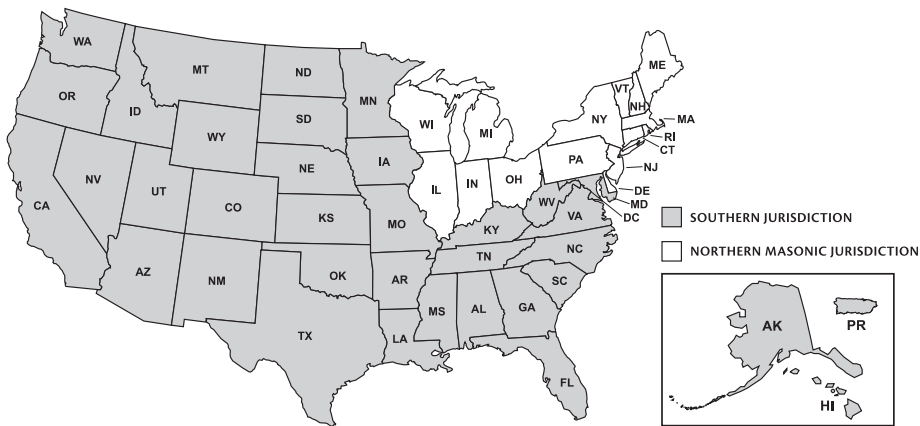 WA
MT
ND
MN
OR
ID
SD
WY
WI
MI
ME
VT
NH
NY
MA
RI
CT
NJ
PA
NE
IA
NV
UT
CO
IL
IN
OH
DE
MD
DC
WV
VA
CA
KS
MO
KY
NC
TN
AZ
NM
OK
AR
SC
MS
AL
GA
TX
LA
FL
SOUTHERN JURISDICTION
NORTHERN MASONIC JURISDICTION
AK
PR
HI